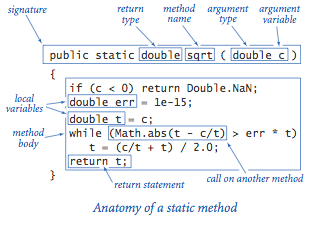 signature
return type
method name
argument type
argument variable
public static double sqrt ( double c )
{
if (c < 0) return Double.NaN;
double err = 1e-15;
double t = c;
while (Math.abs(t - c/t) > err * t)
t = (c/t + t) / 2.0;
return t;
}
local variables
method body
return statement
call on another method
Anatomy of a static method